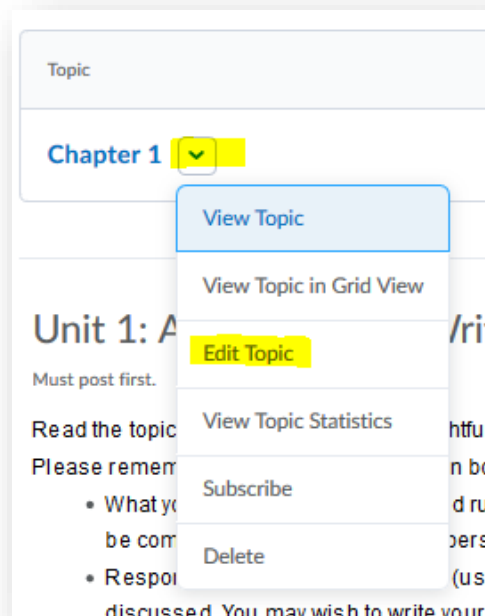 Topic
Chapter 1
View Topic
View Topic in Grid View
Edit Topic
View Topic Statistics
Subscribe
Delete
Unit 1: A
Must post first.
Read the topic
Please remem
• What yo
be com
• Respon
discussed. You may wish to write your